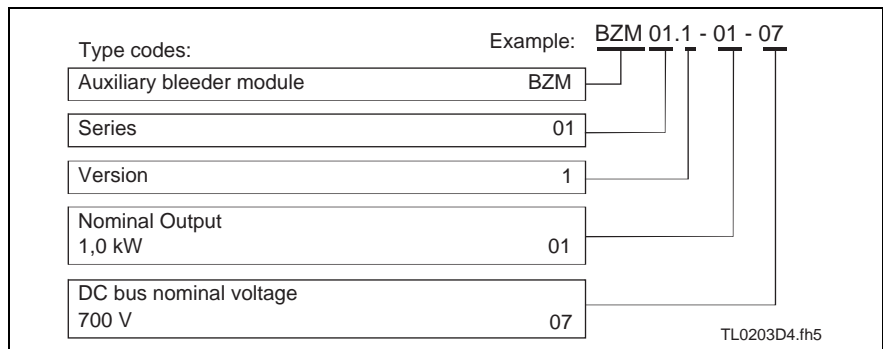 Type codes: Example: BZM 01.1 - 01 - 07
Auxiliary bleeder module BZM
Series 01
Version 1
Nominal Output
1,0 kW 01
DC bus nominal voltage
700 V 07
TL0203D4.fh5